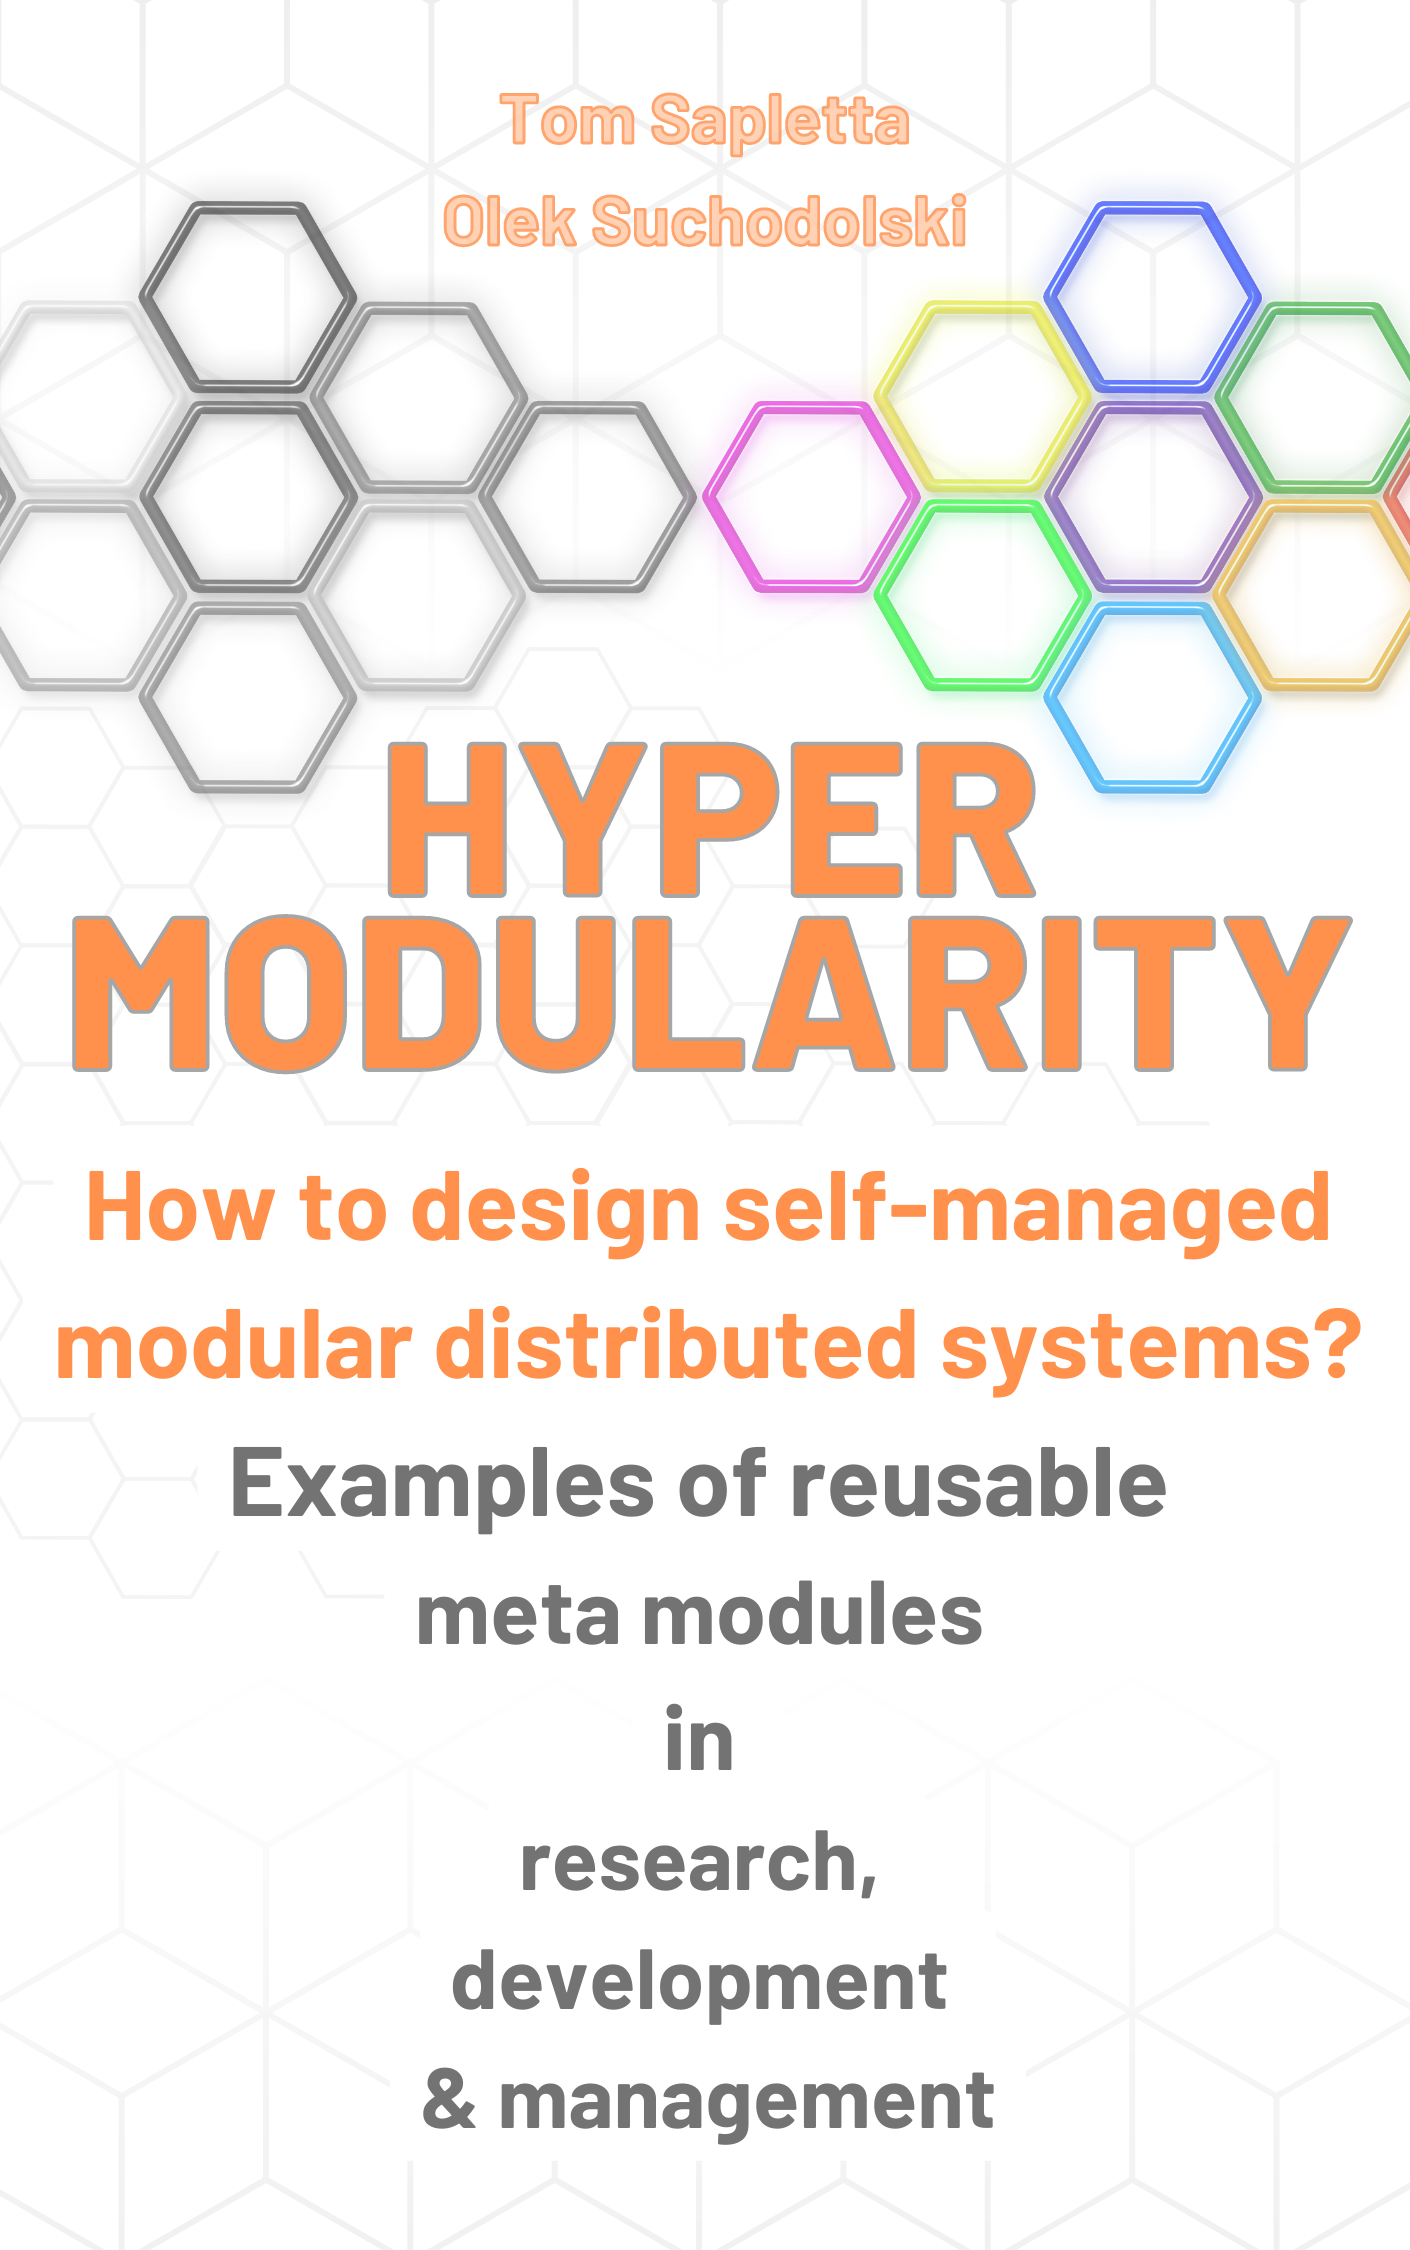 Tom Sapletta
Olek Suchodolski
HYPER
MODULARITY
How to design self-managed
modular distributed systems?
Examples of reusable
meta modules
in
research,
development
& management